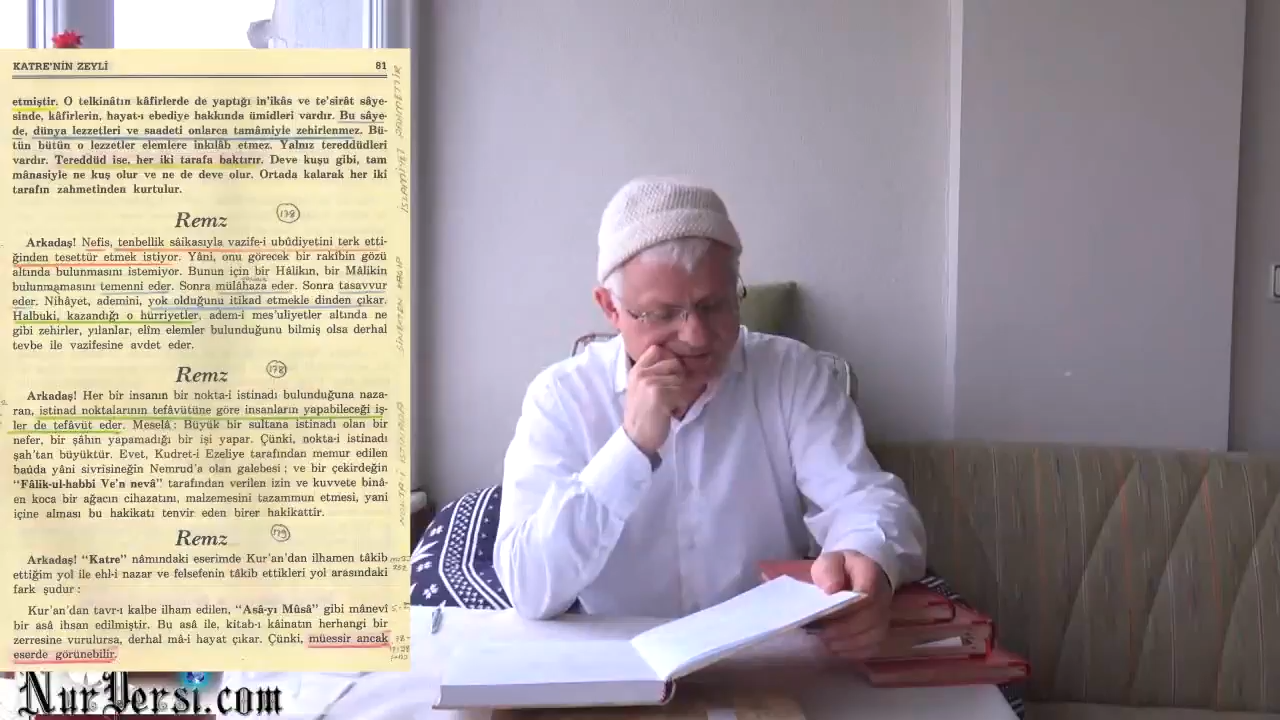 KATRE'NİN ZEYLİ 81
etmiştir. O telkinâtın kâfirlerde de yaptığı in'ikâs ve te'sirât sâye-
sinde, kâfirlerin, hayat-ı ebediye hakkında ümidleri vardır. Bu sâye-
de, dünya lezzetleri ve saadeti onlarca tamâmiyle zehirlenmez. Bü-
tün bütün o lezzetler elemlere inkılâb etmez. Yalnız tereddüdleri
vardır. Tereddüd ise, her iki tarafa baktırır. Deve kuşu gibi, tam
mânasiyle ne kuş olur ve ne de deve olur. Ortada kalarak her iki
tarafın zahmetinden kurtulur.
Remz
Arkadaş! Nefis, tenbellik sâikasıyla vazife-i ubûdiyetini terk etti-
ğinden tesettür etmek istiyor. Yâni, onu görecek bir rakîbin gözü
altında bulunmasını istemiyor. Bunun için bir Hâlikın, bir Mâlikin
bulunmamasını temenni eder. Sonra mülâhaza eder. Sonra tasavvur
eder. Nihâyet, ademini, yok olduğunu itikad etmekle dinden çıkar.
Halbuki, kazandığı o hürriyetler, adem-i mes'uliyetler altında ne
gibi zehirler, yılanlar, elîm elemler bulunduğunu bilmiş olsa derhal
tevbe ile vazifesine avdet eder.
Remz 178
Arkadaş! Her bir insanın bir nokta-i istinadı bulunduğuna naza-
ran, istinad noktalarının tefâvütüne göre insanların yapabileceği iş-
ler de tefâvüt eder. Meselâ: Büyük bir sultana istinadı olan bir
nefer, bir şâhın yapamadığı bir işi yapar. Çünki, nokta-i istinadı
şah'tan büyüktür. Evet, Kudret-i Ezeliye tarafından memur edilen
baûda yâni sivrisineğin Nemrud'a olan galebesi; ve bir çekirdeğin
"Fâlik-ul-habbi Ve'n nevâ" tarafından verilen izin ve kuvvete binâ-
en koca bir ağacın cihazatını, malzemesini tazammun etmesi, yani
içine alması bu hakikatı tenvir eden birer hakikattir.
Remz 179
Arkadaş! "Katre" nâmındaki eserimde Kur'an'dan ilhamen tâkib
ettiğim yol ile ehl-i nazar ve felsefenin tâkib ettikleri yol arasındaki
fark şudur:
Kur'an'dan tavr-ı kalbe ilham edilen, "Asâ-yı Mûsâ" gibi mânevî
bir asâ ihsan edilmiştir. Bu asâ ile, kitab-ı kâinatın herhangi bir
zerresine vurulursa, derhal mâ-i hayat çıkar. Çünki, müessir ancak
eserde görünebilir.
NurDersi.com